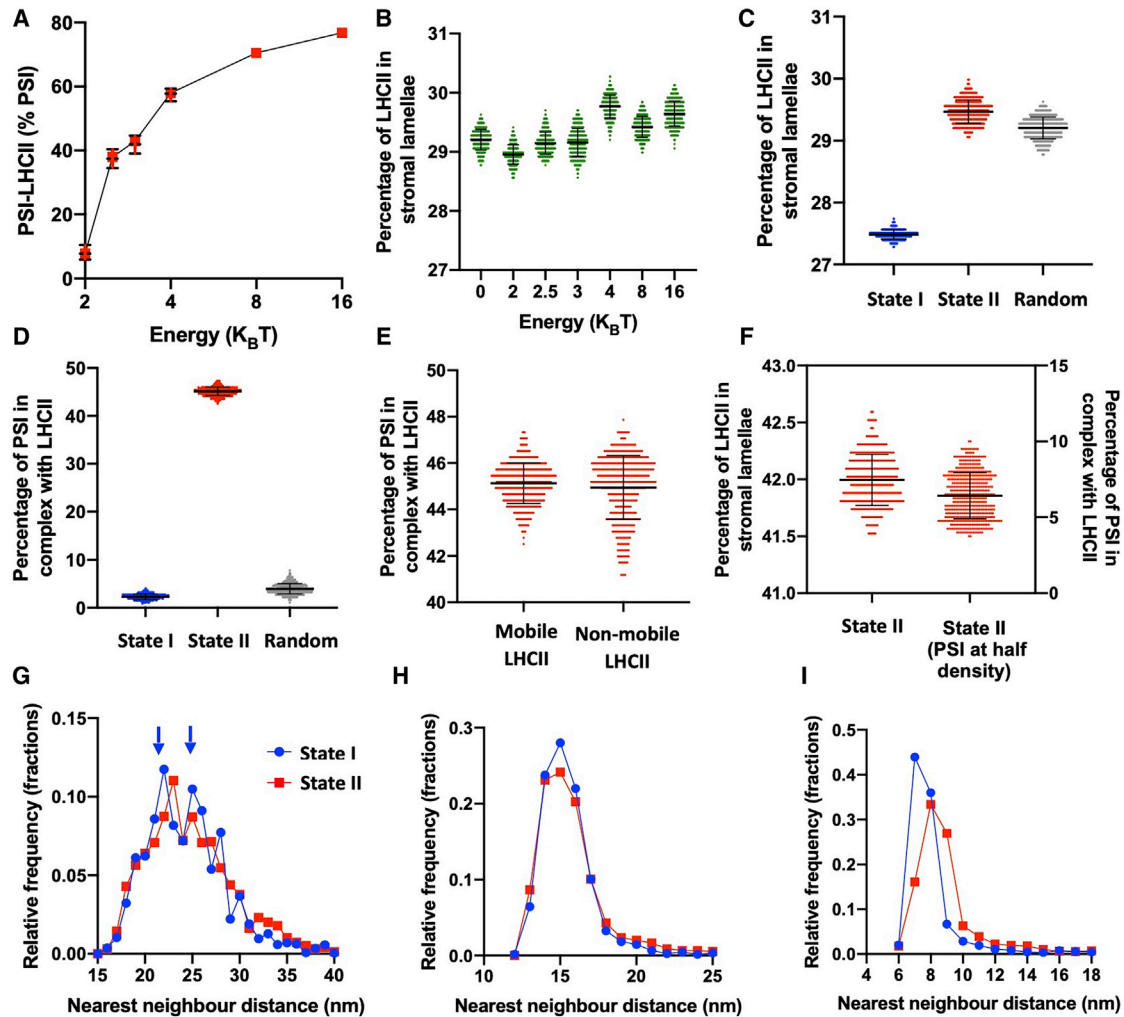 A
PSI-LHCII (% PSI)
80
60
40
20
0
2
4
8
16
Energy (KBT)
B
Percentage of LHCII in
stromal lamellae
31
30
29
28
27
0
2
2.5
3
4
8
16
Energy (KBT)
C
Percentage of LHCII in
stromal lamellae
31
30
29
28
27
State I
State II
Random
D
Percentage of PSI in
complex with LHCII
50
40
30
20
10
0
State I
State II
Random
E
Percentage of PSI in
complex with LHCII
50
48
46
44
42
40
Mobile
LHCII
Non-mobile
LHCII
F
Percentage of LHCII in
stromal lamellae
43.0
42.5
42.0
41.5
41.0
15
10
5
0
Percentage of PSI in
complex with LHCII
State II
State II
(PSI at half
density)
G
Relative frequency (fractions)
0.15
0.10
0.05
0.00
15
20
25
30
35
40
State I
State II
Nearest neighbour distance (nm)
H
Relative frequency (fractions)
0.3
0.2
0.1
0.0
10
15
20
25
Nearest neighbour distance (nm)
I
Relative frequency (fractions)
0.5
0.4
0.3
0.2
0.1
0.0
4
6
8
10
12
14
16
18
Nearest neighbour distance (nm)